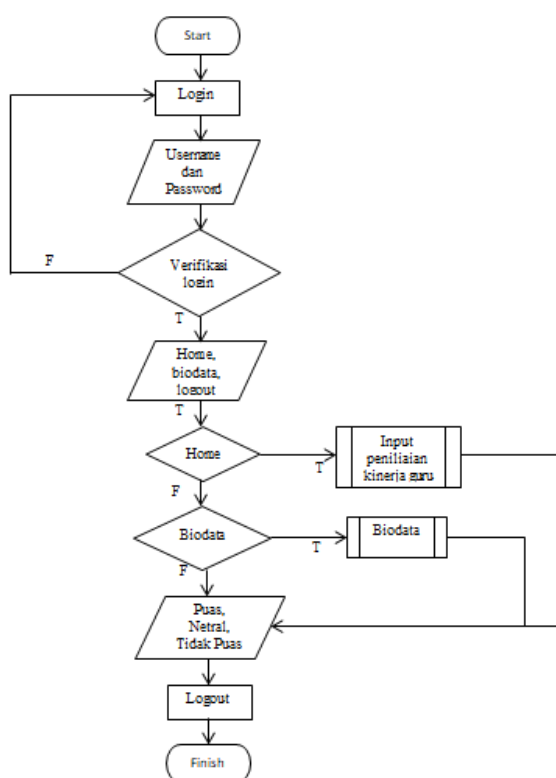 Start
Login
Username
dan
Password
F
Verifikasi
login
T
Home,
biodata,
logout
T
Home
T
Input
peniliaian
kinerja guru
F
Biodata
T
Biodata
F
Puas,
Netral,
Tidak Puas
Logout
Finish